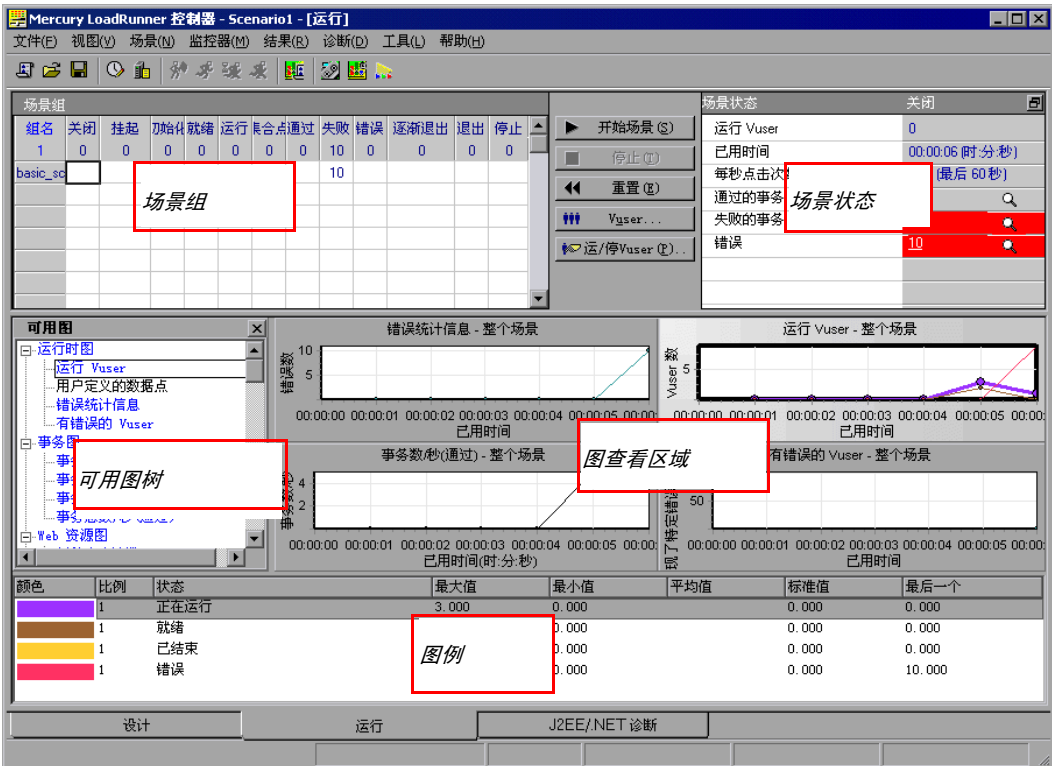 Mercury LoadRunner 控制器 - Scenario1 - [运行]
文件(F) 视图(V) 场景(N) 监控器(M) 结果(R) 诊断(D) 工具(L) 帮助(H)
场景组
组名 关闭 挂起 初始化 就绪 运行 集合点 通过 失败 错误 逐渐退出 退出 停止
1 0 0 0 0 0 0 0 10 0 0 0 0
basic_sc 10
场景组
开始场景(S)
停止(T)
重置(E)
Vuser...
运/停Vuser(P)..
场景状态 关闭
运行 Vuser 0
已用时间 00:00:06 (时:分:秒)
每秒点击次 (最后 60 秒)
通过的事务
失败的事务
错误 10
场景状态
可用图
运行时图
运行 Vuser
用户定义的数据点
错误统计信息
有错误的 Vuser
事务图
Web 资源图
可用图树
错误统计信息 - 整个场景
错误数
10
5
00:00:00 00:00:01 00:00:02 00:00:03 00:00:04 00:00:05 00:00
已用时间
运行 Vuser - 整个场景
Vuser 数
5
00:00:00 00:00:01 00:00:02 00:00:03 00:00:04 00:00:05 00:00:
已用时间
图查看区域
事务数/秒(通过) - 整个场景
4
2
00:00:00 00:00:01 00:00:02 00:00:03 00:00:04 00:00:05 00:00:
已用时间(时:分:秒)
有错误的 Vuser - 整个场景
50
00:00:00 00:00:01 00:00:02 00:00:03 00:00:04 00:00:05 00:00:
已用时间
颜色 比例 状态 最大值 最小值 平均值 标准值 最后一个
1 正在运行 3.000 0.000 0.000 0.000
1 就绪 0.000 0.000 0.000
1 已结束 0.000 0.000 0.000
1 错误 0.000 0.000 10.000
图例
设计 运行 J2EE/.NET 诊断